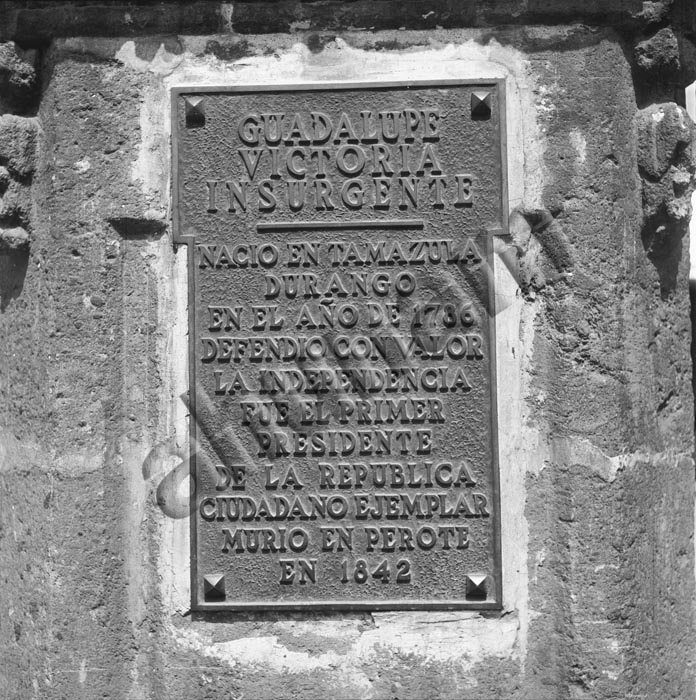 GUADALUPE
VICTORIA
INSURGENTE
NACIO EN TAMAZULA
DURANGO
EN EL AÑO DE 1786
DEFENDIO CON VALOR
LA INDEPENDENCIA
FUE EL PRIMER
PRESIDENTE
DE LA REPUBLICA
CIUDADANO EJEMPLAR
MURIO EN PEROTE
EN 1842